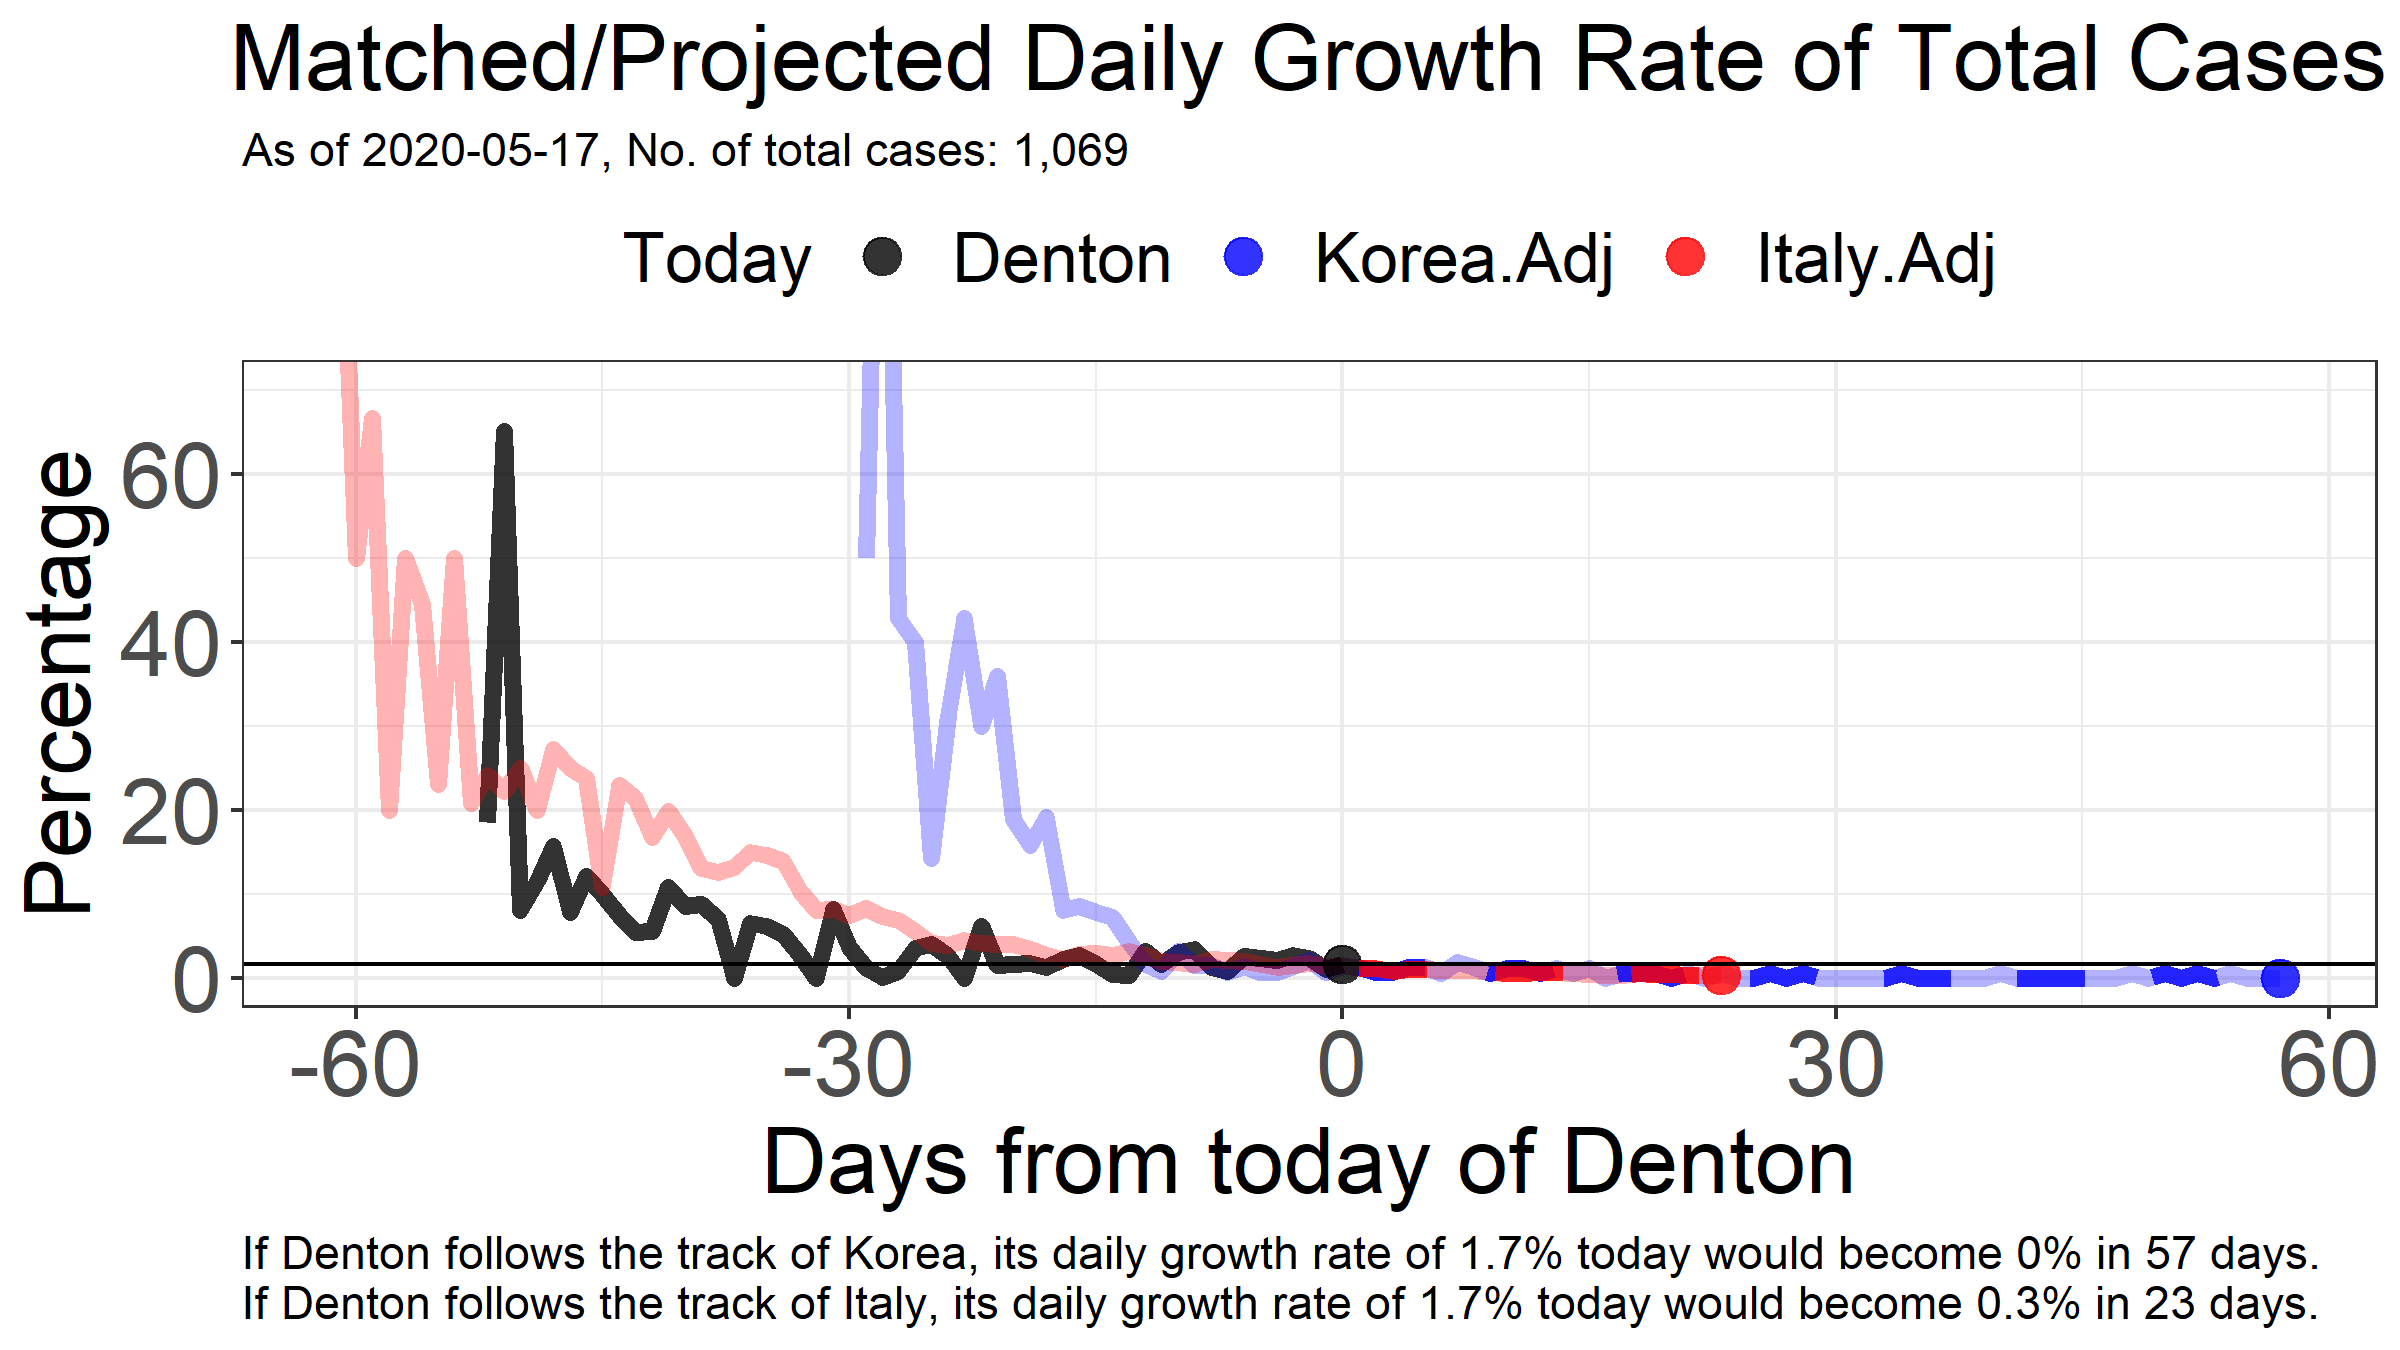 Matched/Projected Daily Growth Rate of Total Cases
As of 2020-05-17, No. of total cases: 1,069
Today Denton Korea.Adj Italy.Adj
Percentage
60
40
20
0
-60 -30 0 30 60
Days from today of Denton
If Denton follows the track of Korea, its daily growth rate of 1.7% today would become 0% in 57 days.
If Denton follows the track of Italy, its daily growth rate of 1.7% today would become 0.3% in 23 days.